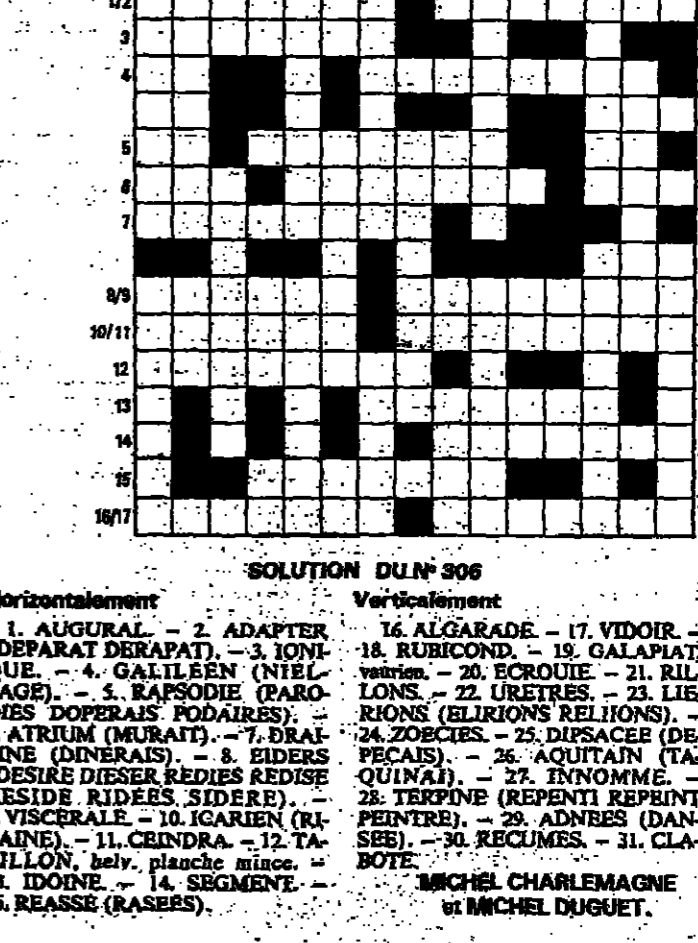 1/2
3
4
5
6
7
8/9
10/11
12
13
14
15
16/17
SOLUTION DU Nº 306
orizontalement
1. AUGURAL. – 2. ADAPTER
DEPARAT DERAPAT). – 3. IONI-
QUE. – 4. GALILEEN (NIEL-
AGE). – 5. RAPSODIE (PARO-
DIES DOPERAIS PODAIRES). –
ATRIUM (MURAIT). – 7. DRAI-
INE (DINERAIS). – 8. EIDERS
DESIRE DIESER REDIES REDISE
RESIDE RIDEES SIDERE). –
VISCERALE. – 10. IGARIEN (RI-
AINE). – 11. CEINDRA. – 12. TA-
ILLON, helv. planche mince. –
IDOINE. – 14. SEGMENT. –
REASSE (RASEES).
Verticalement
16. ALGARADE. – 17. VIDOIR. –
18. RUBICOND. – 19. GALAPIAT,
vaurien. – 20. ECROUIE. – 21. RIL-
LONS. – 22. URETRES. – 23. LIE-
RIONS (ELIRIONS RELIIONS). –
24. ZOECIES. – 25. DIPSACEE (DE-
PECAIS). – 26. AQUITAIN (TA-
QUINAI). – 27. INNOMME. –
28. TERPINE (REPENTI REPEINT
PEINTRE). – 29. ADNEES (DAN-
SEE). – 30. RECUMES. – 31. CLA-
BOTE.
MICHEL CHARLEMAGNE
et MICHEL DUGUET.